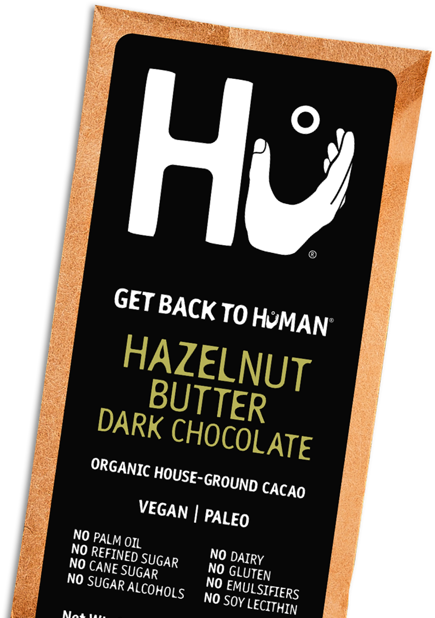 Hu
®
GET BACK TO HUMAN®
HAZELNUT
BUTTER
DARK CHOCOLATE
ORGANIC HOUSE-GROUND CACAO
VEGAN | PALEO
NO PALM OIL
NO REFINED SUGAR
NO CANE SUGAR
NO SUGAR ALCOHOLS
NO DAIRY
NO GLUTEN
NO EMULSIFIERS
NO SOY LECITHIN